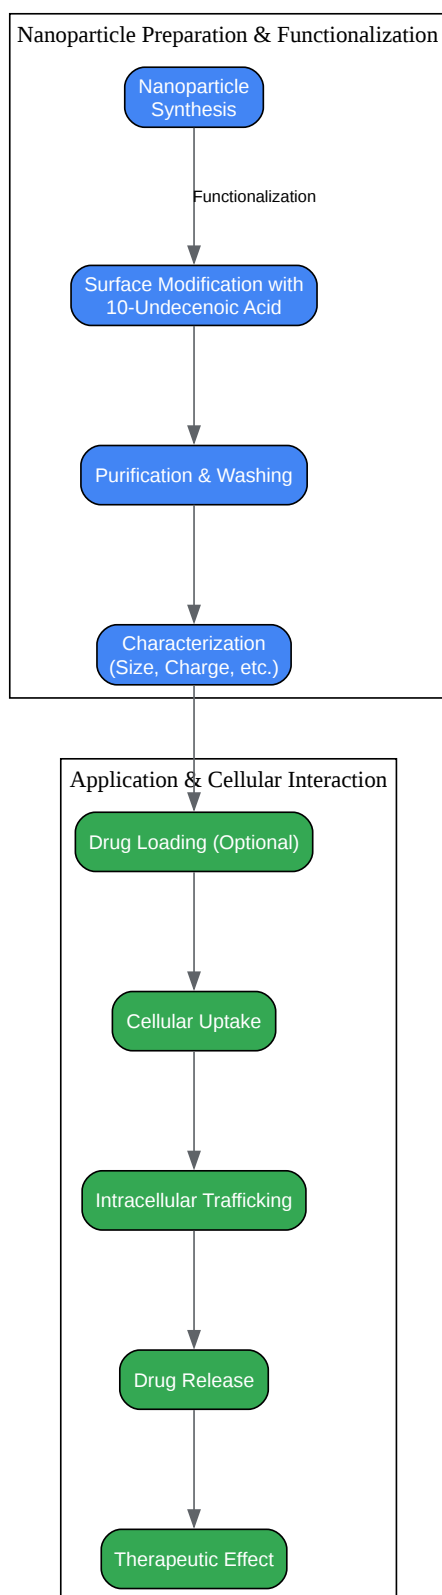 Nanoparticle Preparation & Functionalization
Nanoparticle
Synthesis
Functionalization
Surface Modification with
10-Undecenoic Acid
Purification & Washing
Characterization
(Size, Charge, etc.)
Application & Cellular Interaction
Drug Loading (Optional)
Cellular Uptake
Intracellular Trafficking
Drug Release
Therapeutic Effect